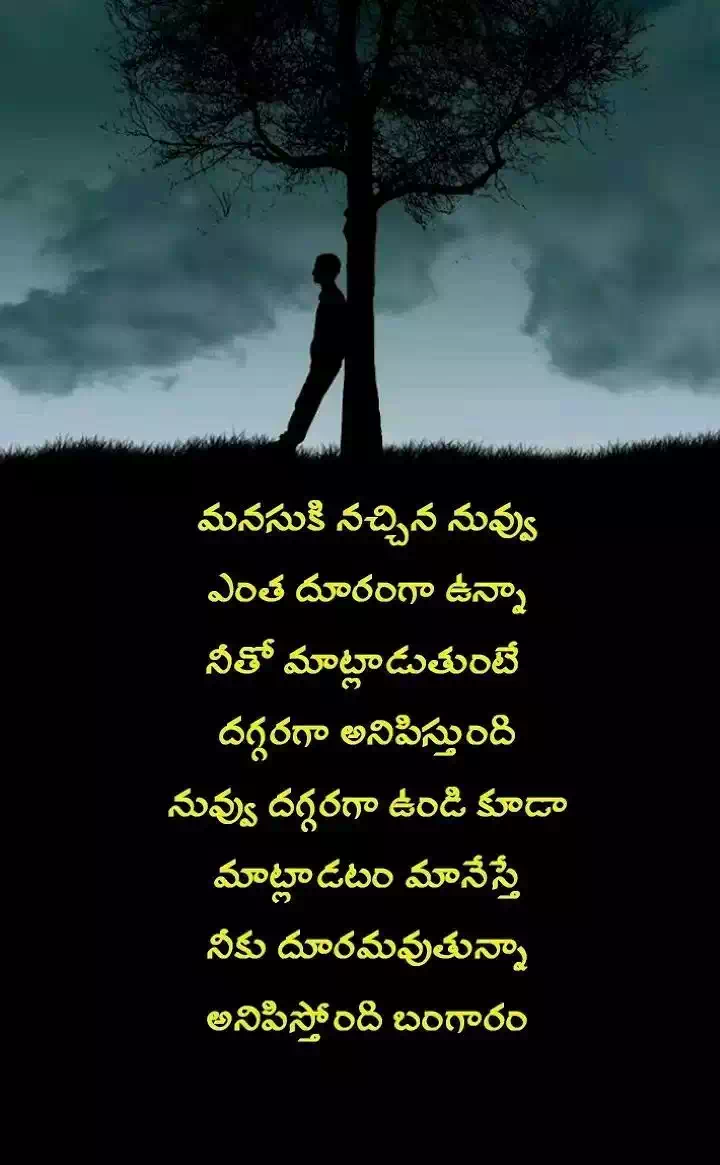 మనసుకి నచ్చిన నువ్వు
ఎంత దూరంగా ఉన్నా
నీతో మాట్లాడుతుంటే
దగ్గరగా అనిపిస్తుంది
నువ్వు దగ్గరగా ఉండి కూడా
మాట్లాడటం మానేస్తే
నీకు దూరమవుతున్నా
అనిపిస్తోంది బంగారం